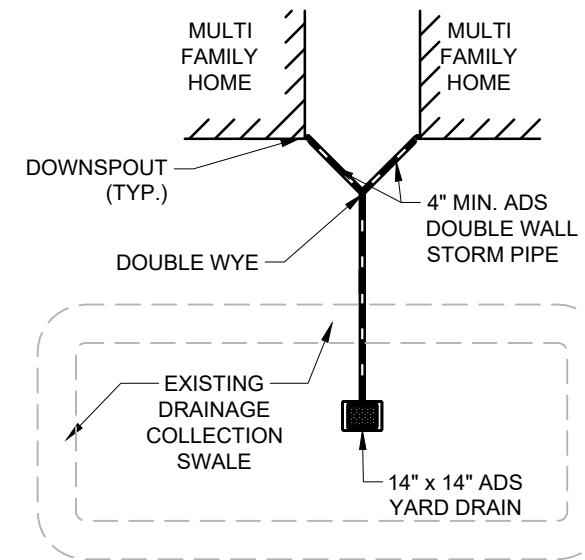 MULTI
FAMILY
HOME
MULTI
FAMILY
HOME
DOWNSPOUT
(TYP.)
4" MIN. ADS
DOUBLE WALL
STORM PIPE
DOUBLE WYE
EXISTING
DRAINAGE
COLLECTION
SWALE
14" x 14" ADS
YARD DRAIN